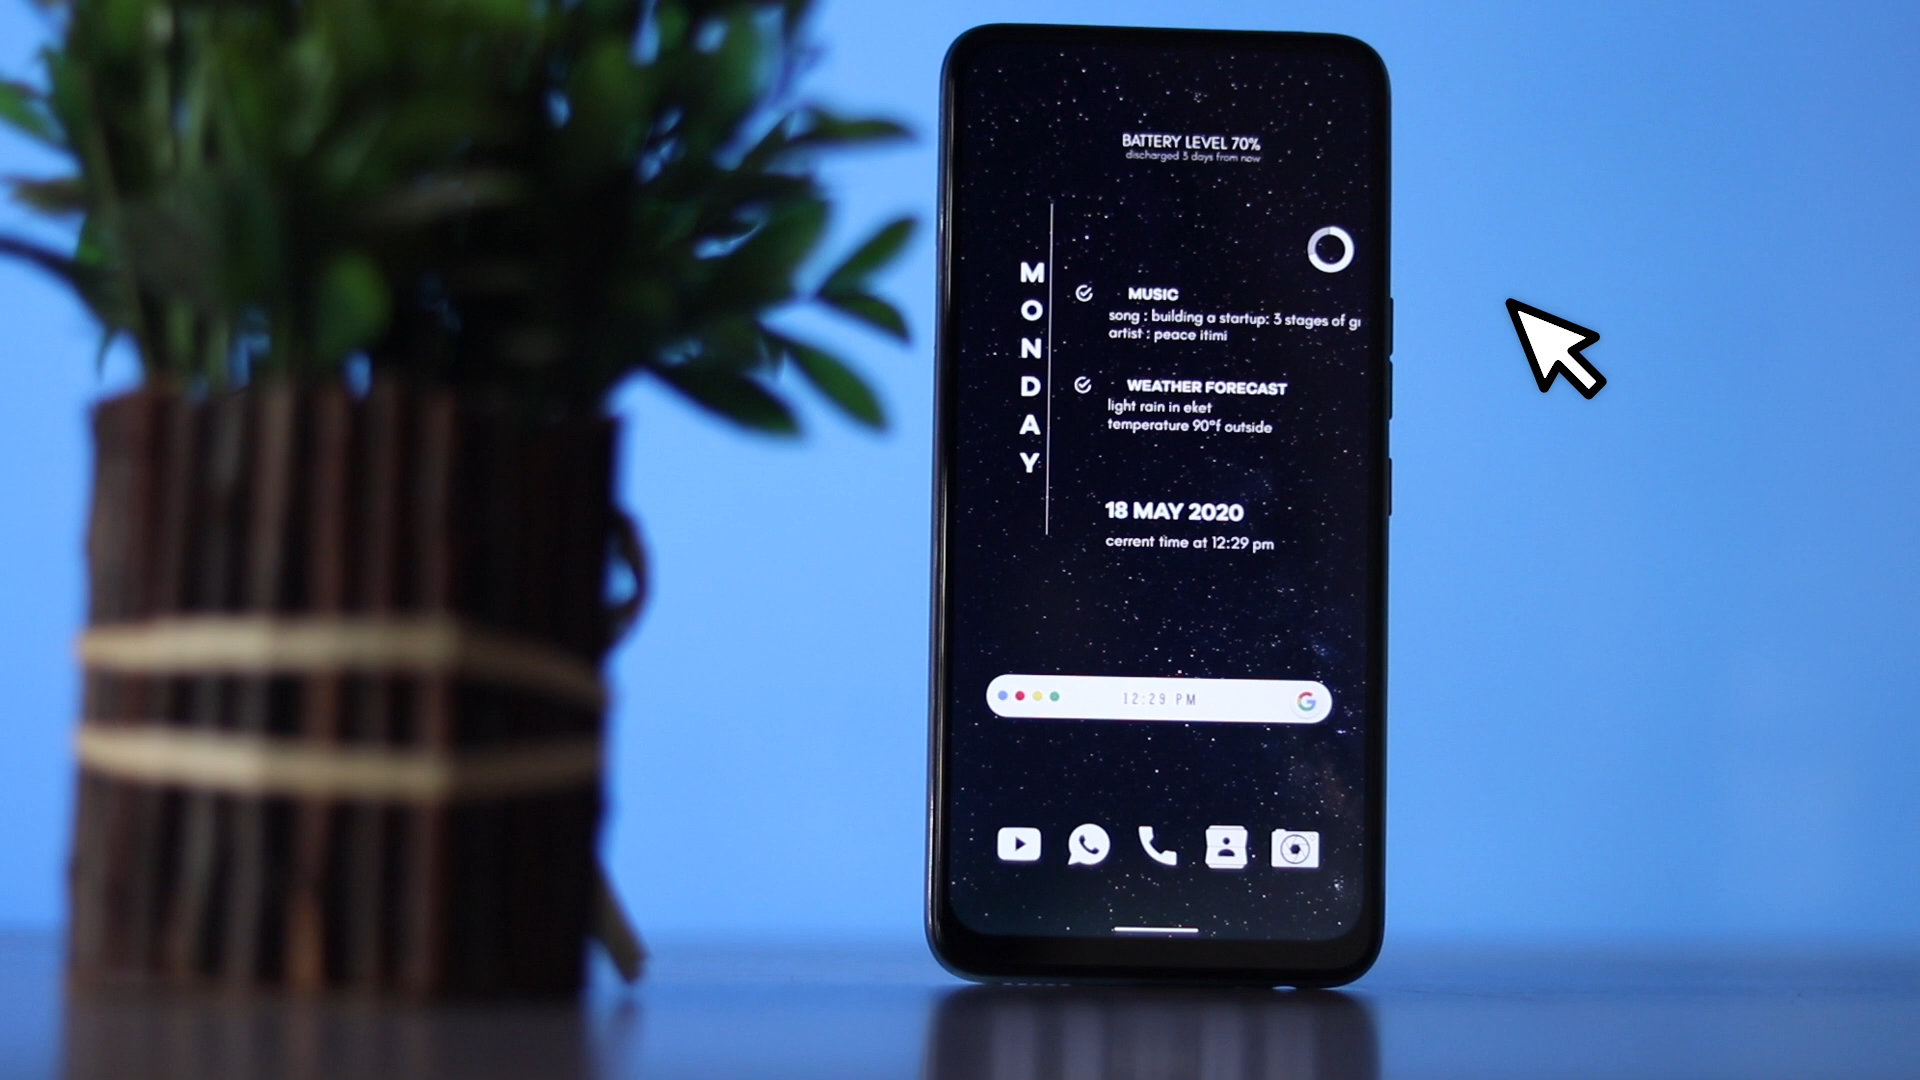 BATTERY LEVEL 70%
discharged 3 days from now
MONDAY
MUSIC
song : building a startup: 3 stages of
artist : peace itimi
WEATHER FORECAST
light rain in eket
temperature 90°f outside
18 MAY 2020
cerrent time at 12:29 pm
12:29 PM
G